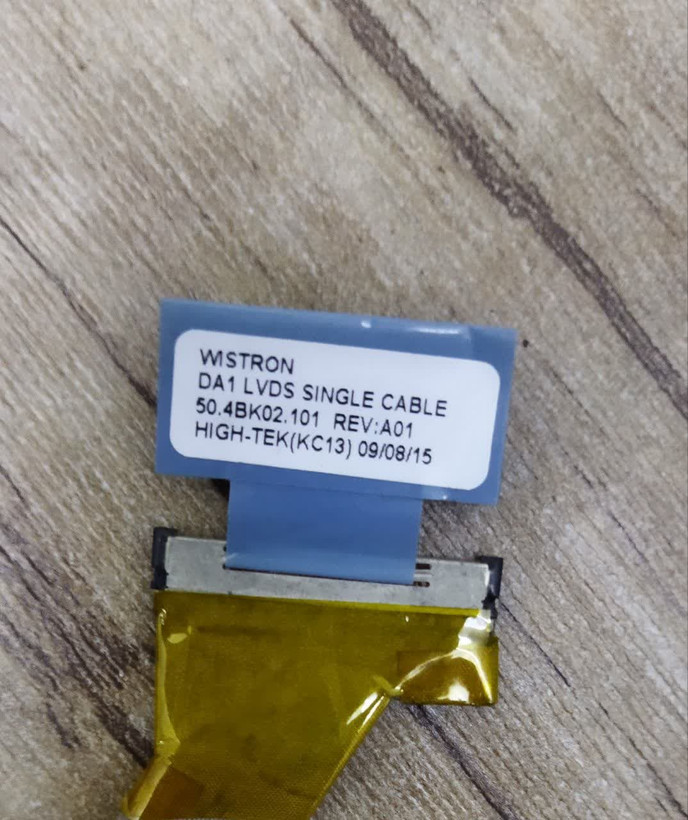 WISTRON
DA1 LVDS SINGLE CABLE
50.4BK02.101 REV:A01
HIGH-TEK(KC13) 09/08/15